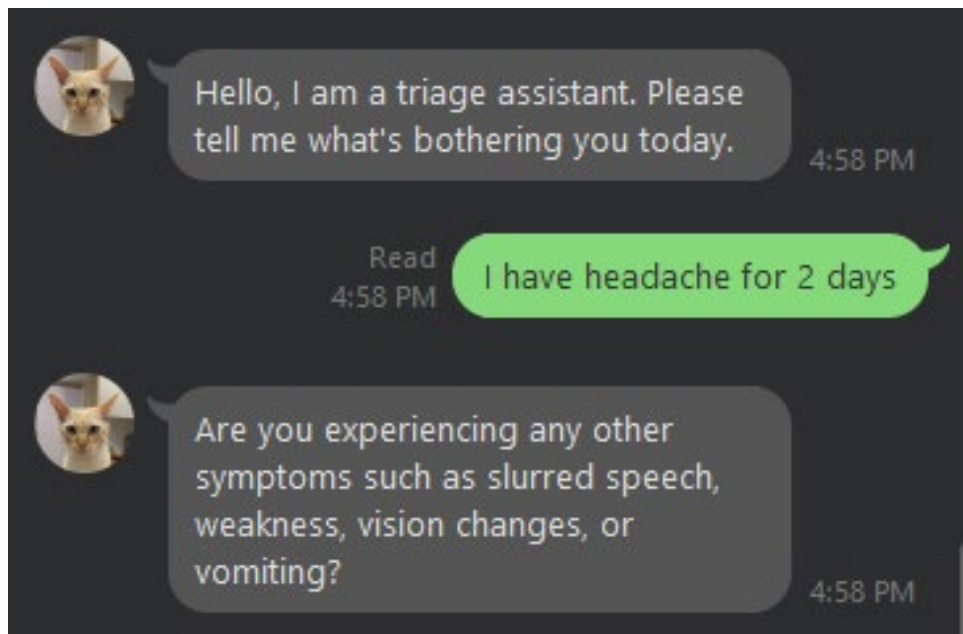 Hello, I am a triage assistant. Please
tell me what's bothering you today.
4:58 PM
Read
4:58 PM
I have headache for 2 days
Are you experiencing any other
symptoms such as slurred speech,
weakness, vision changes, or
vomiting?
4:58 PM